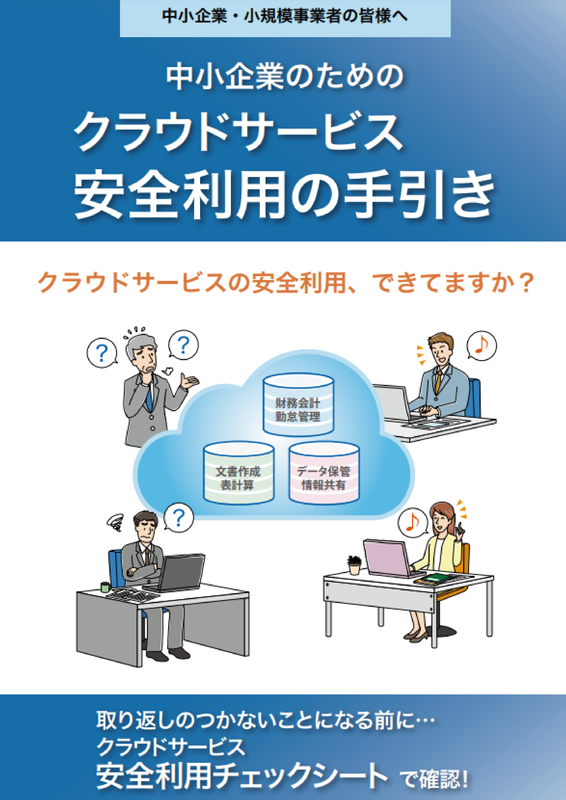 中小企業・小規模事業者の皆様へ
中小企業のための
クラウドサービス
安全利用の手引き
クラウドサービスの安全利用、できてますか？
?
?
♪
財務会計
勤怠管理
文書作成
表計算
データ保管
情報共有
?
♪
取り返しのつかないことになる前に…
クラウドサービス
安全利用チェックシート で確認!